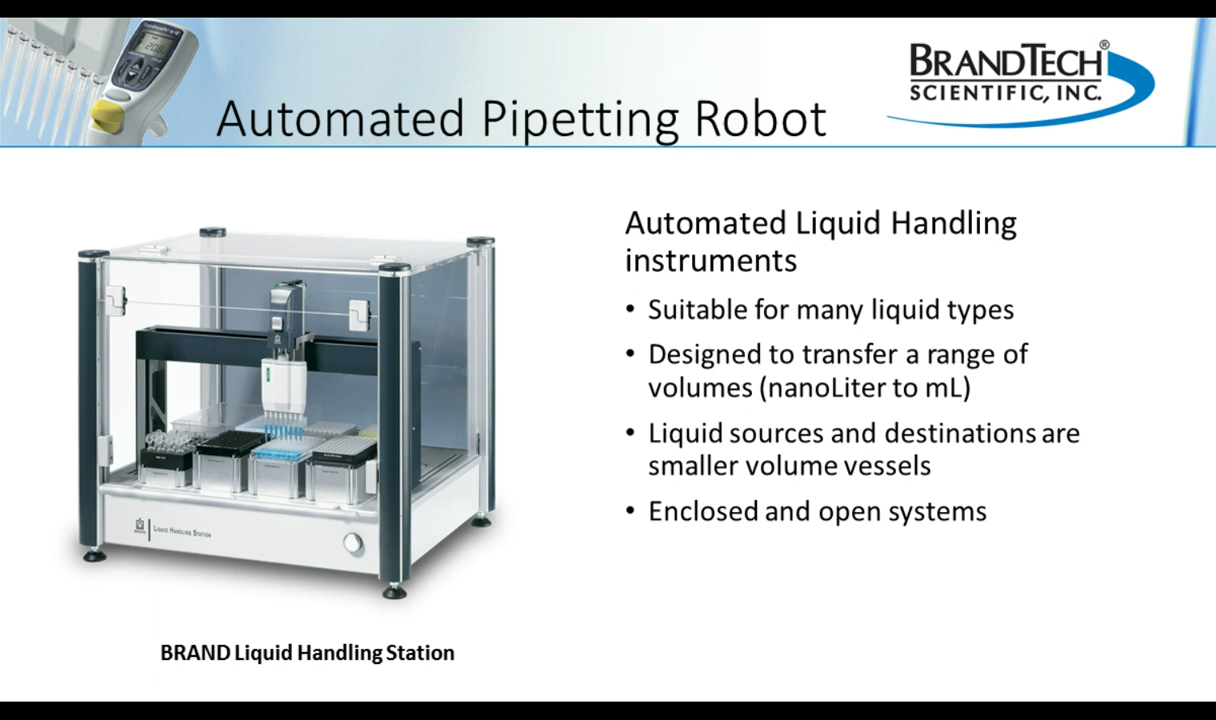 BRANDTECH®
SCIENTIFIC, INC.
Automated Pipetting Robot
Automated Liquid Handling
instruments
• Suitable for many liquid types
• Designed to transfer a range of
volumes (nanoLiter to mL)
• Liquid sources and destinations are
smaller volume vessels
• Enclosed and open systems
LIQUID HANDLING STATION
BRAND Liquid Handling Station